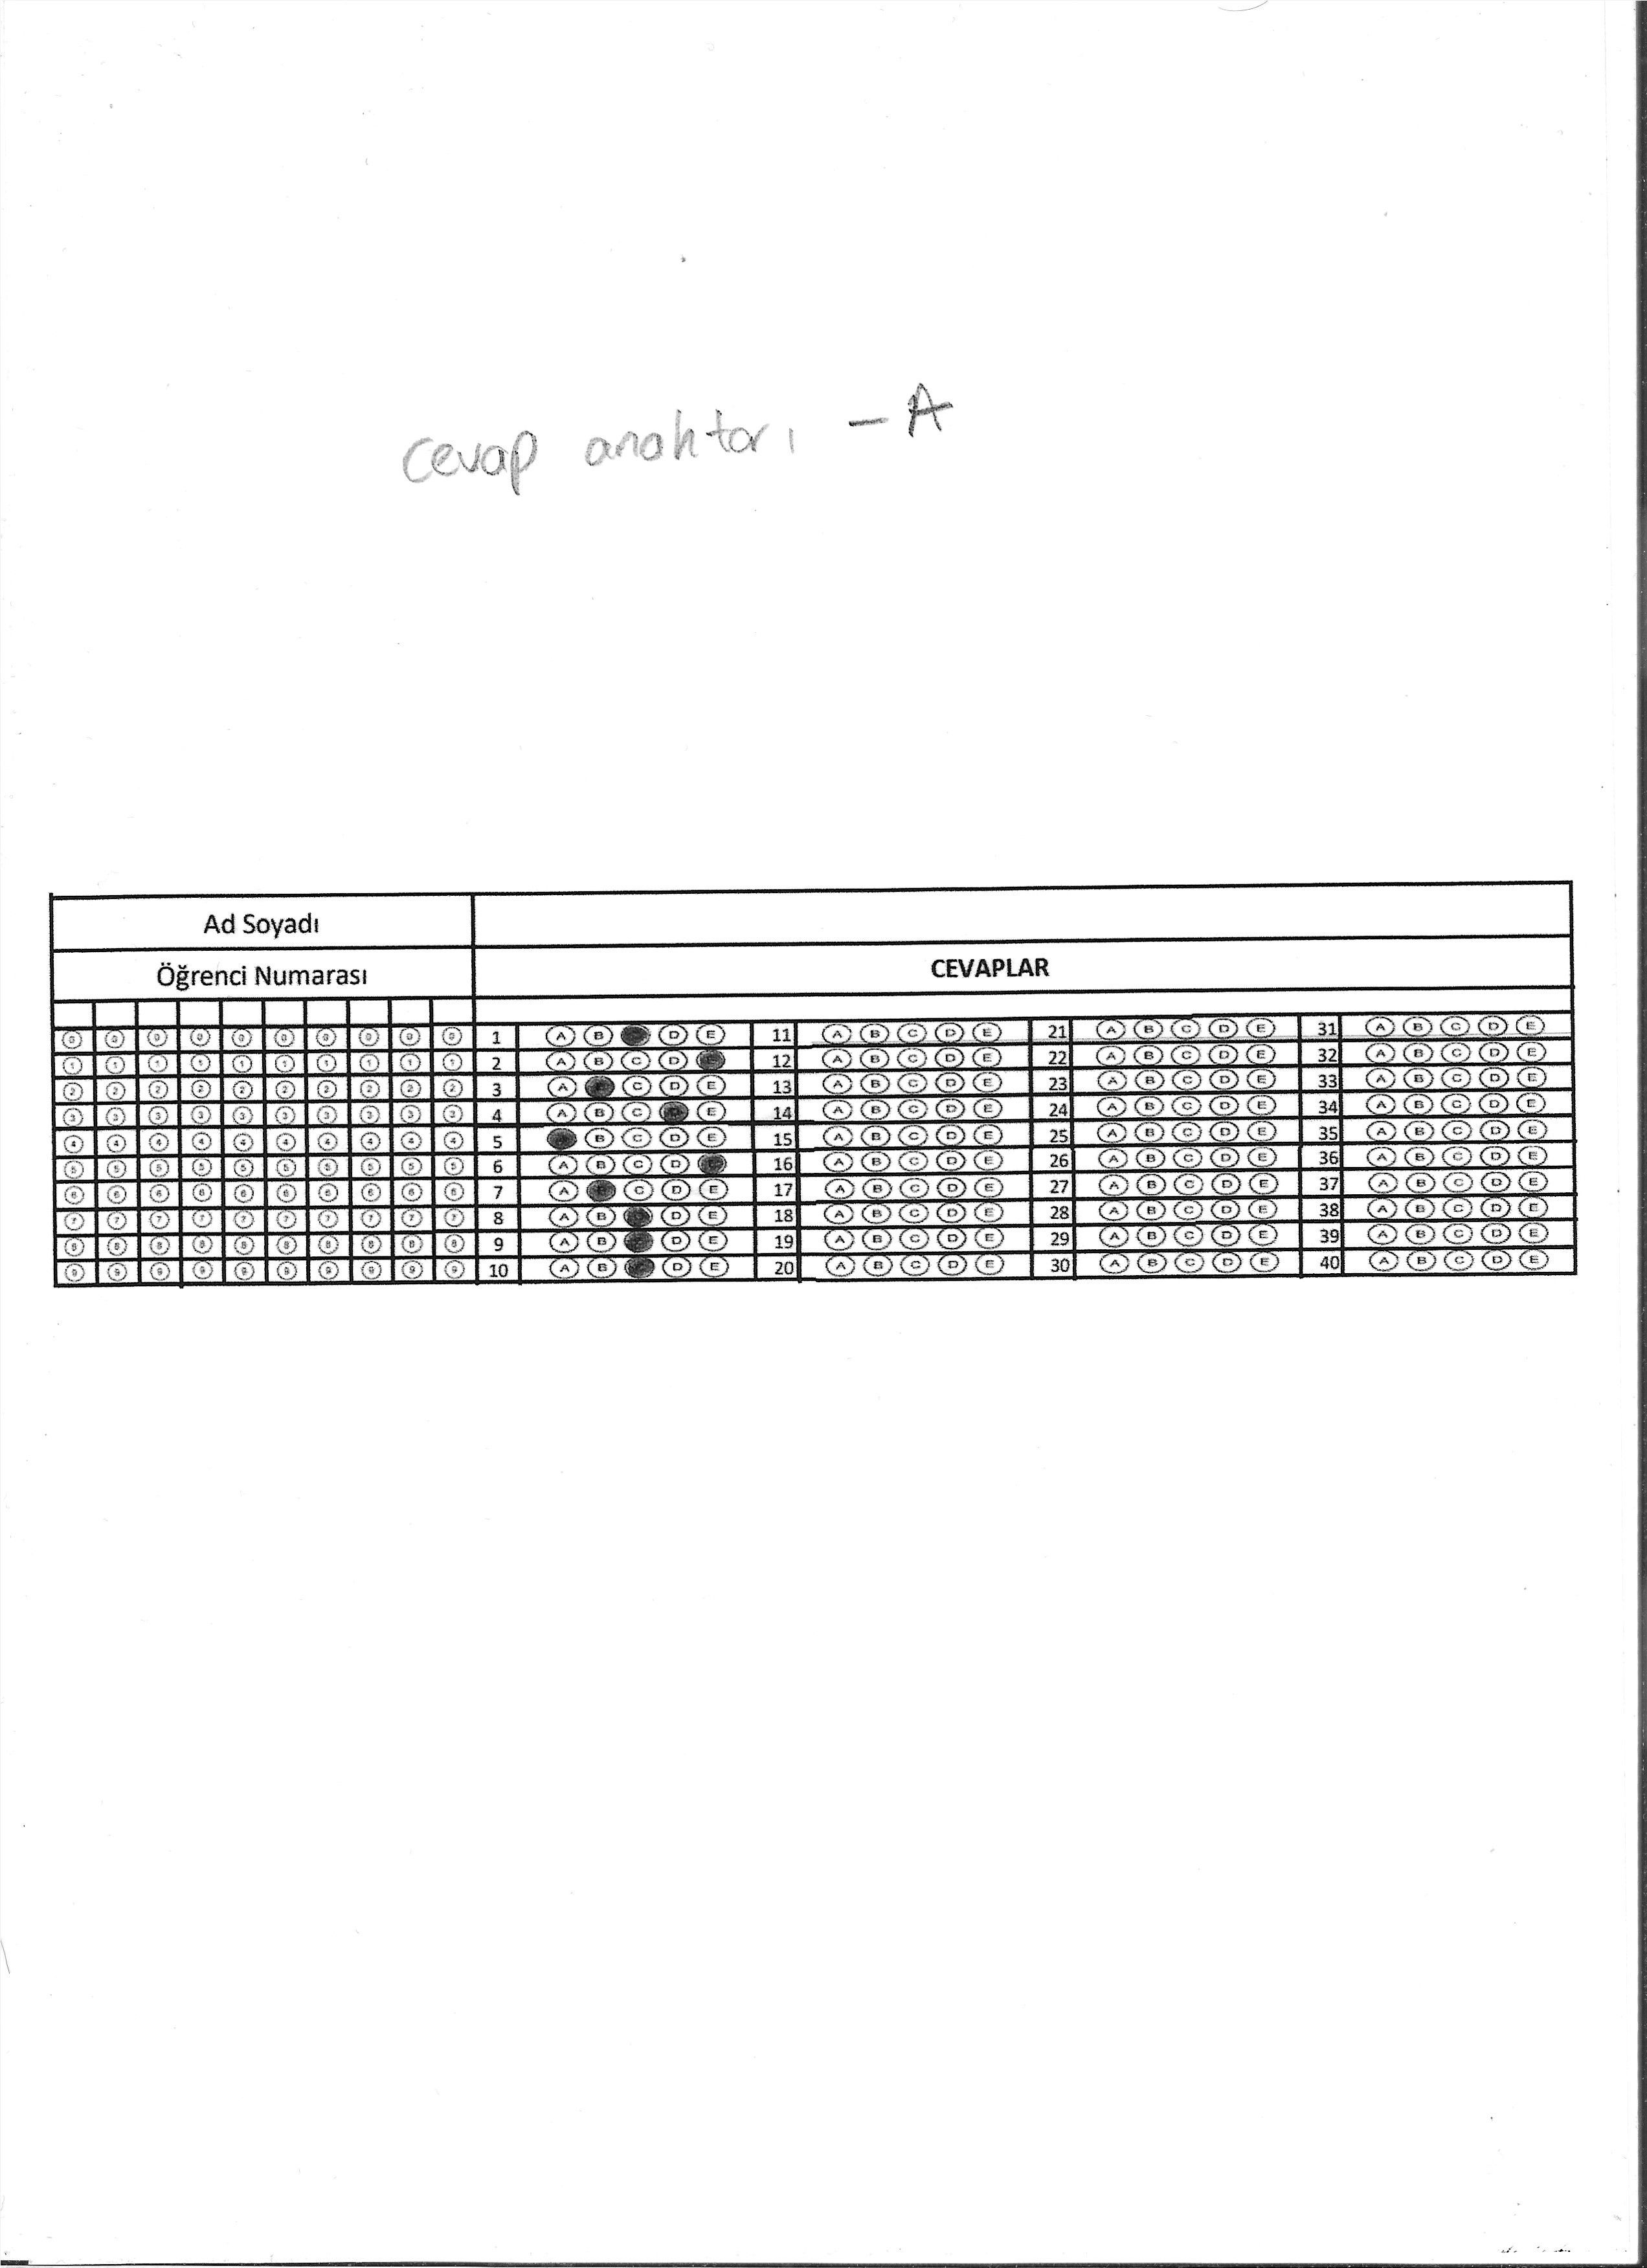 cevap anahtarı - A
Ad Soyadı
Öğrenci Numarası
CEVAPLAR
0 0 0 0 0 0 0 0 0 0 1 A B D E 11 A B C D E 21 A B C D E 31 A B C D E
1 1 1 1 1 1 1 1 1 1 2 A B C D 12 A B C D E 22 A B C D E 32 A B C D E
2 2 2 2 2 2 2 2 2 2 3 A C D E 13 A B C D E 23 A B C D E 33 A B C D E
3 3 3 3 3 3 3 3 3 3 4 A B C E 14 A B C D E 24 A B C D E 34 A B C D E
4 4 4 4 4 4 4 4 4 4 5 B C D E 15 A B C D E 25 A B C D E 35 A B C D E
5 5 5 5 5 5 5 5 5 5 6 A B C D 16 A B C D E 26 A B C D E 36 A B C D E
6 6 6 6 6 6 6 6 6 6 7 A C D E 17 A B C D E 27 A B C D E 37 A B C D E
7 7 7 7 7 7 7 7 7 7 8 A B D E 18 A B C D E 28 A B C D E 38 A B C D E
8 8 8 8 8 8 8 8 8 8 9 A B D E 19 A B C D E 29 A B C D E 39 A B C D E
9 9 9 9 9 9 9 9 9 9 10 A B D E 20 A B C D E 30 A B C D E 40 A B C D E